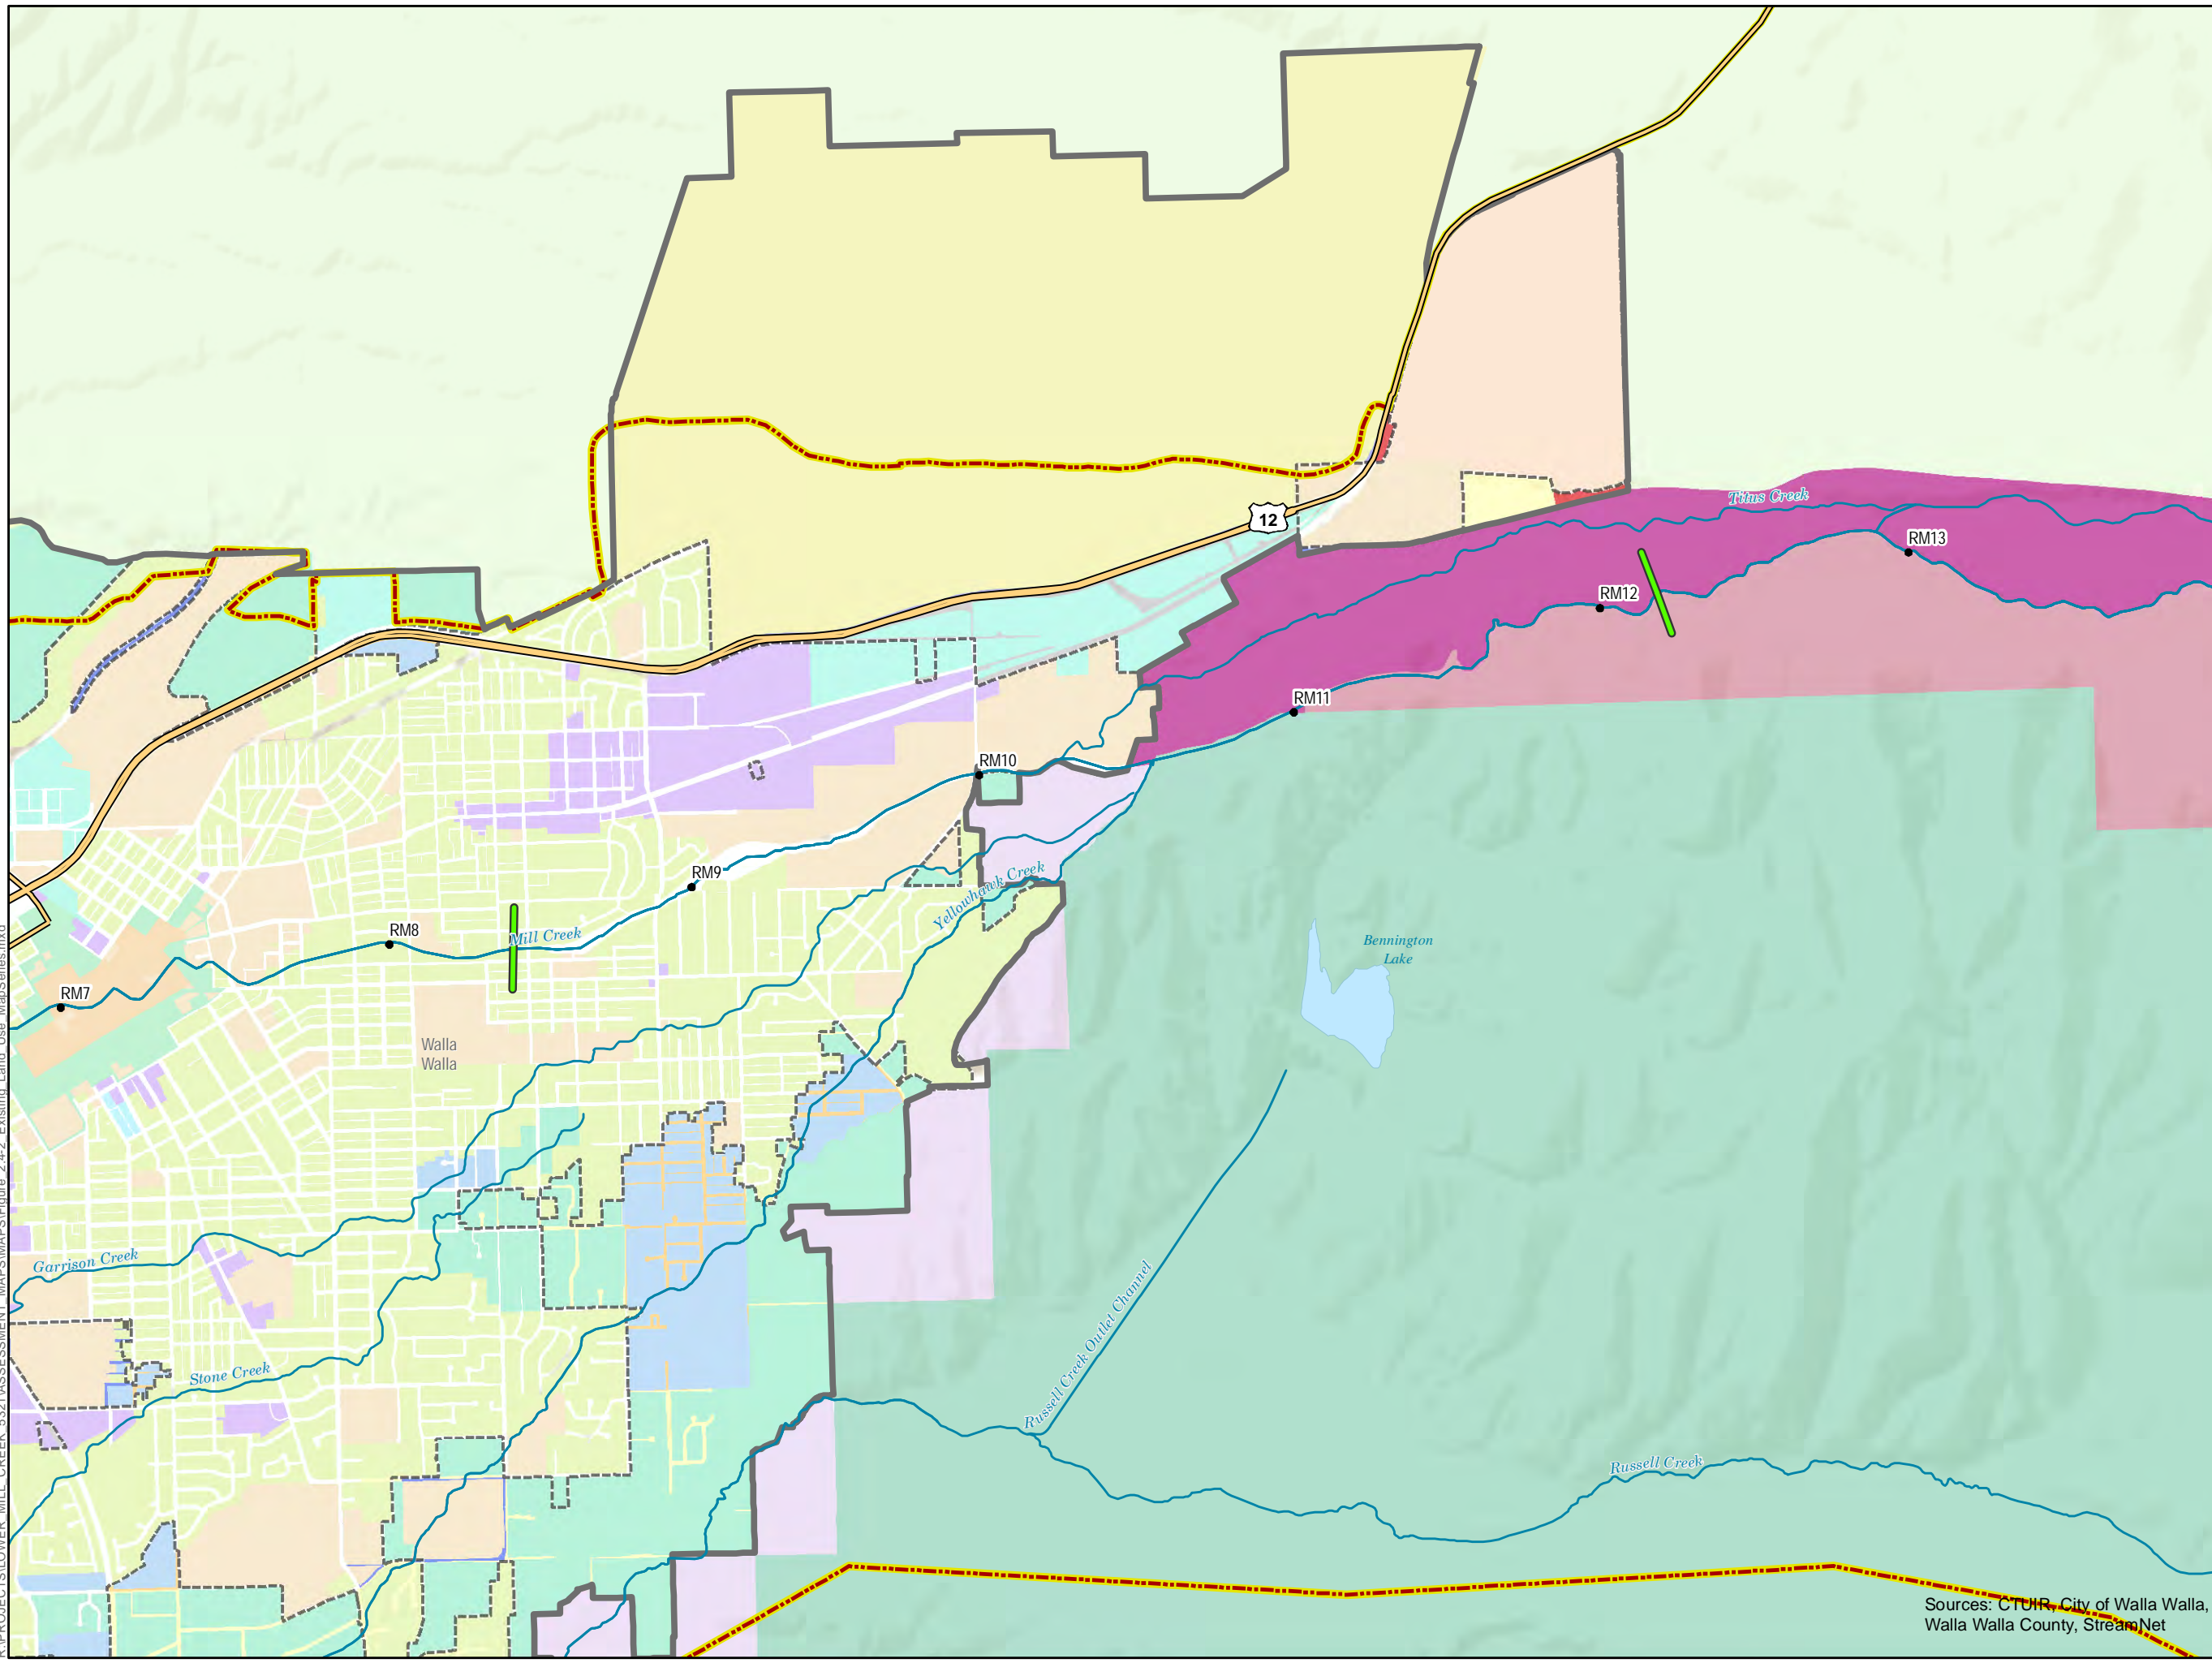 12
Titus Creek
RM13
RM12
RM11
RM10
RM9
Yellowhawk Creek
RM8
Mill Creek
Bennington
Lake
RM7
Walla
Walla
Garrison Creek
Russell Creek Outlet Channel
Stone Creek
Russell Creek
Sources: CTUIR, City of Walla Walla,
Walla Walla County, StreamNet